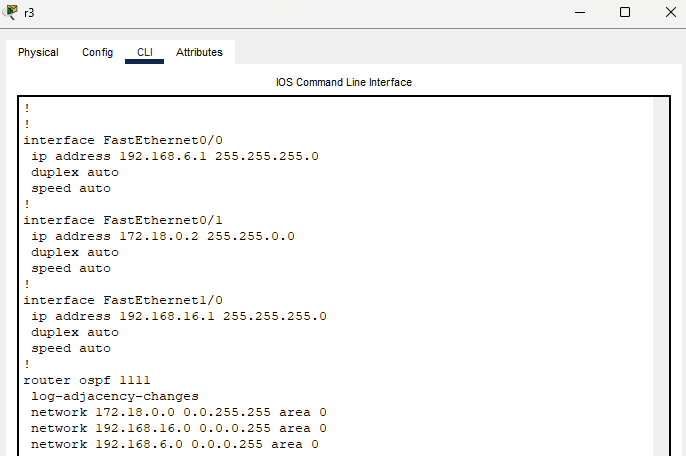 r3
Physical Config CLI Attributes
IOS Command Line Interface
!
!
interface FastEthernet0/0
 ip address 192.168.6.1 255.255.255.0
 duplex auto
 speed auto
!
interface FastEthernet0/1
 ip address 172.18.0.2 255.255.0.0
 duplex auto
 speed auto
!
interface FastEthernet1/0
 ip address 192.168.16.1 255.255.255.0
 duplex auto
 speed auto
!
router ospf 1111
 log-adjacency-changes
 network 172.18.0.0 0.0.255.255 area 0
 network 192.168.16.0 0.0.0.255 area 0
 network 192.168.6.0 0.0.0.255 area 0